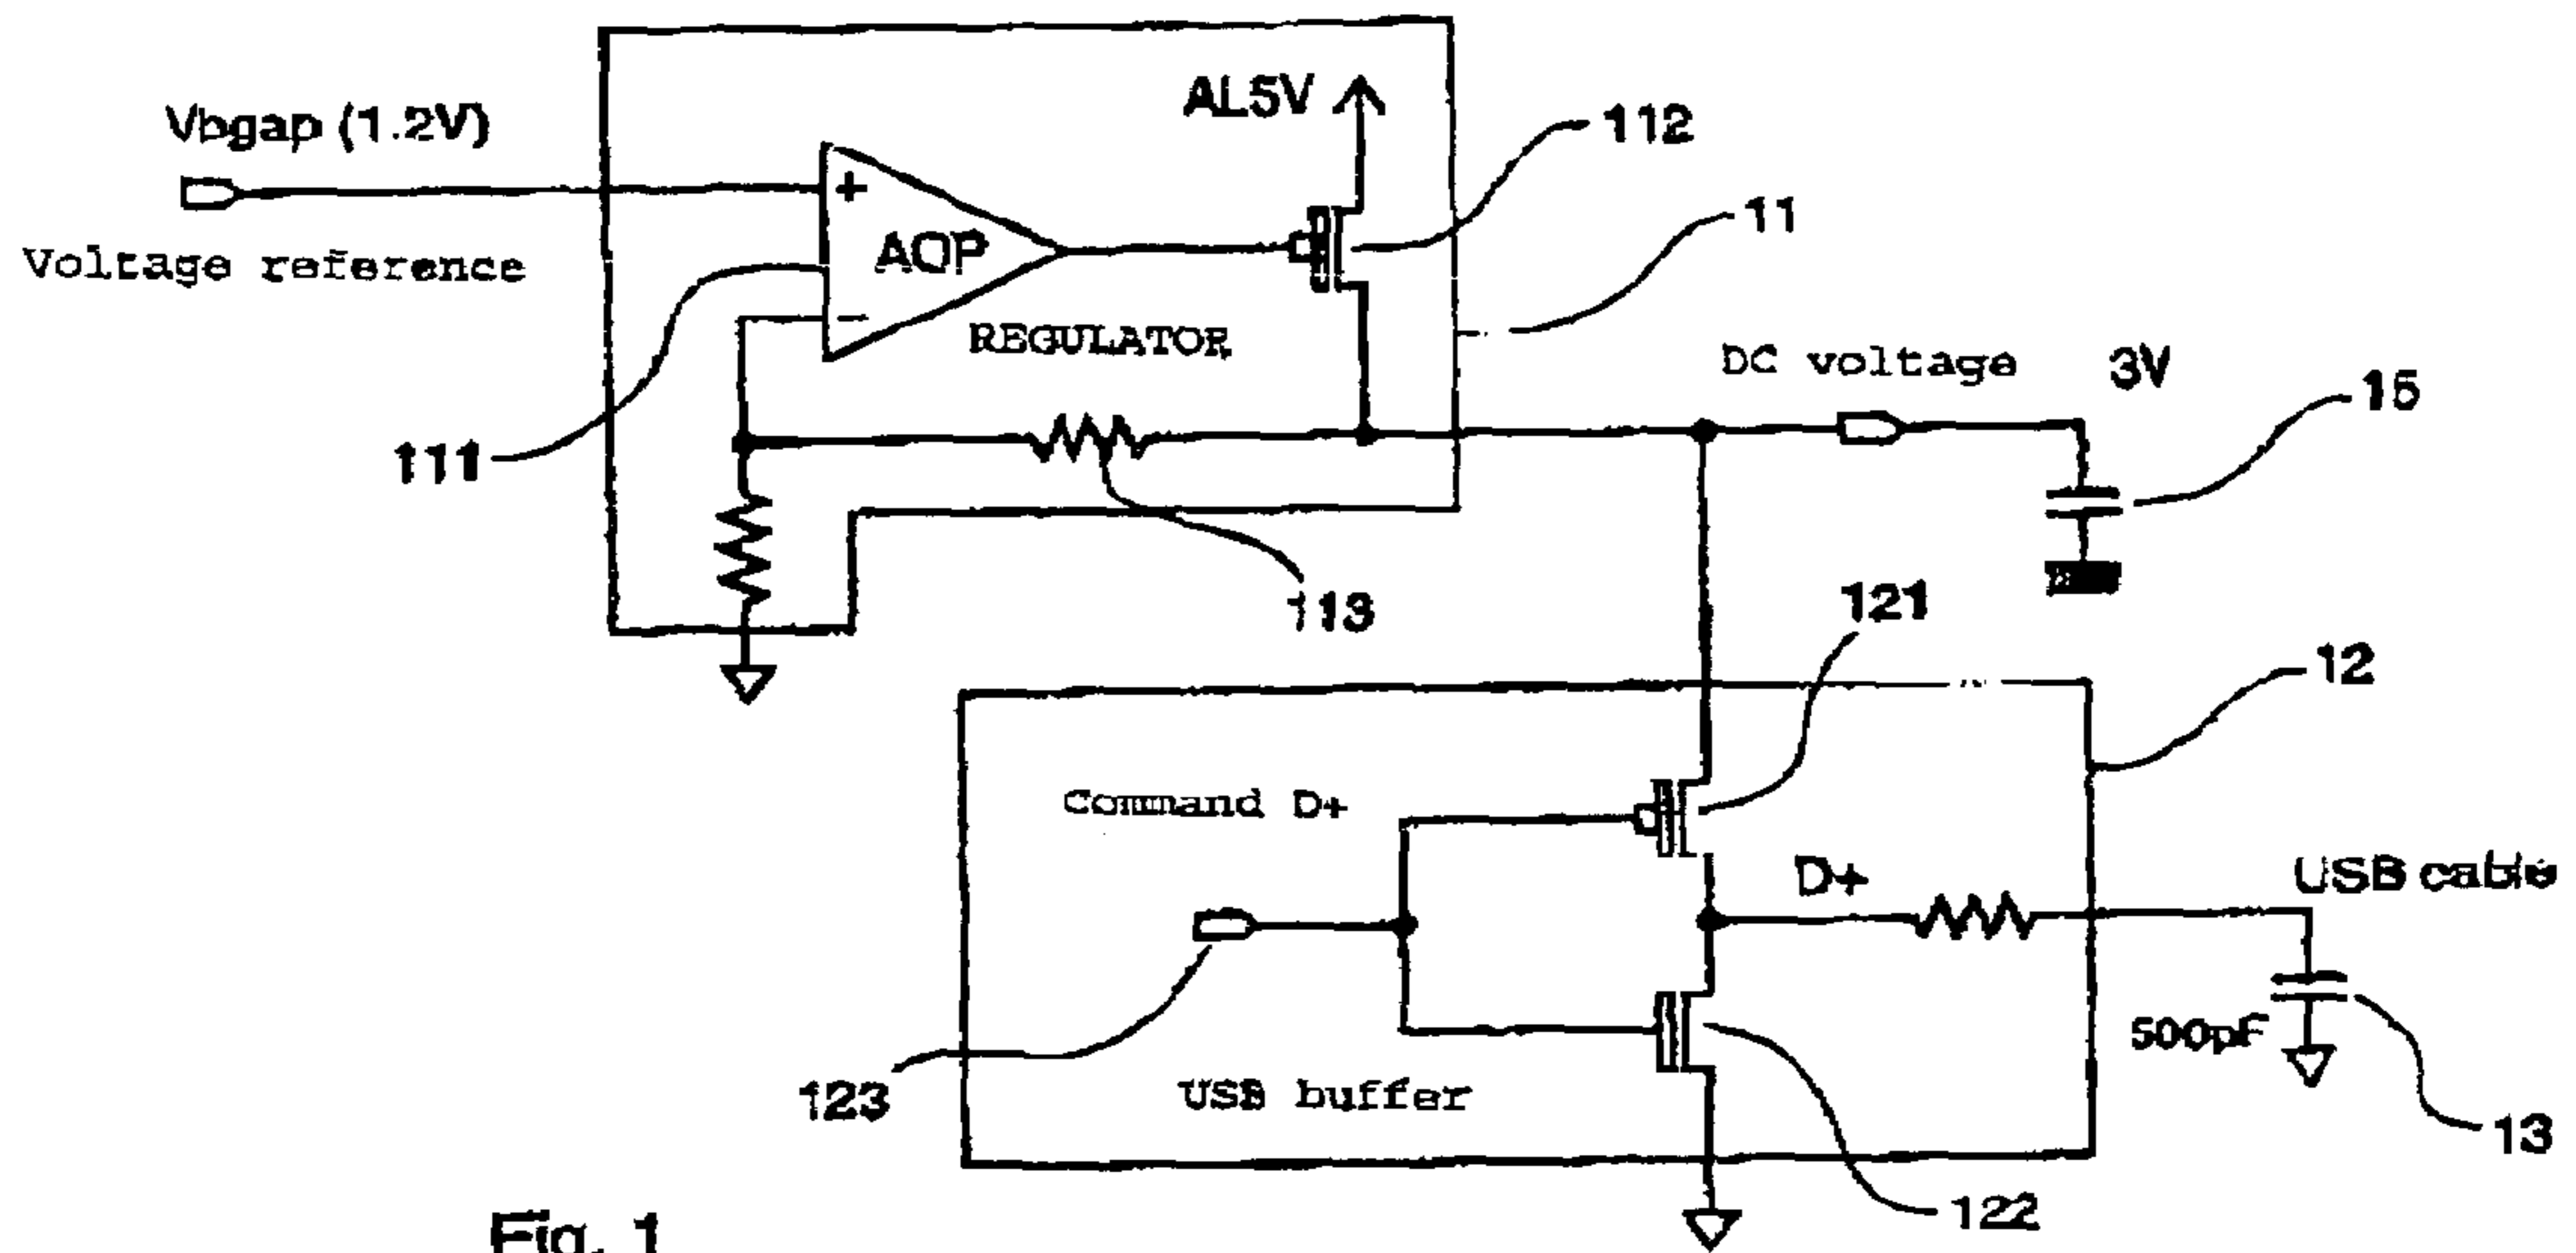 Vbgap (1.2V)
Voltage reference
AL5V
112
11
+
AOP
−
REGULATOR
111
113
DC voltage
3V
15
121
12
Command D+
D+
USB cable
123
USB buffer
500pF
13
122
Fig. 1